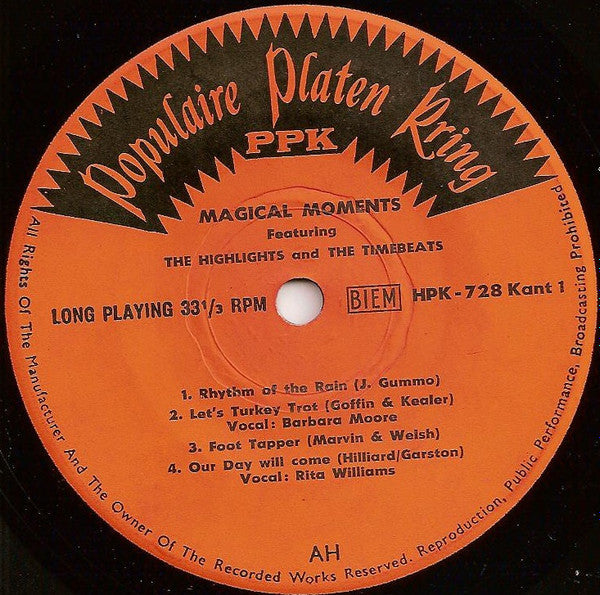 Populaire Platen Kring
PPK
MAGICAL MOMENTS
Featuring
THE HIGHLIGHTS and THE TIMEBEATS
LONG PLAYING 33 1/3 RPM
BIEM
HPK-728 Kant 1
1. Rhythm of the Rain (J. Gummo)
2. Let's Turkey Trot (Goffin & Kealer)
Vocal: Barbara Moore
3. Foot Tapper (Marvin & Welsh)
4. Our Day will come (Hilliard/Garston)
Vocal: Rita Williams
AH
All Rights Of The Manufacturer And The Owner Of The Recorded Works Reserved. Reproduction, Public Performance, Broadcasting Prohibited